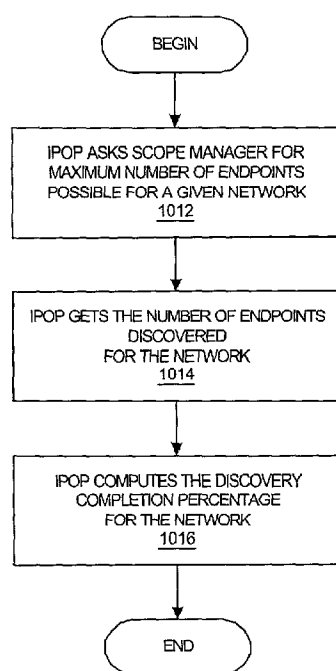 BEGIN
IPOP ASKS SCOPE MANAGER FOR
MAXIMUM NUMBER OF ENDPOINTS
POSSIBLE FOR A GIVEN NETWORK
1012
IPOP GETS THE NUMBER OF ENDPOINTS
DISCOVERED
FOR THE NETWORK
1014
IPOP COMPUTES THE DISCOVERY
COMPLETION PERCENTAGE
FOR THE NETWORK
1016
END